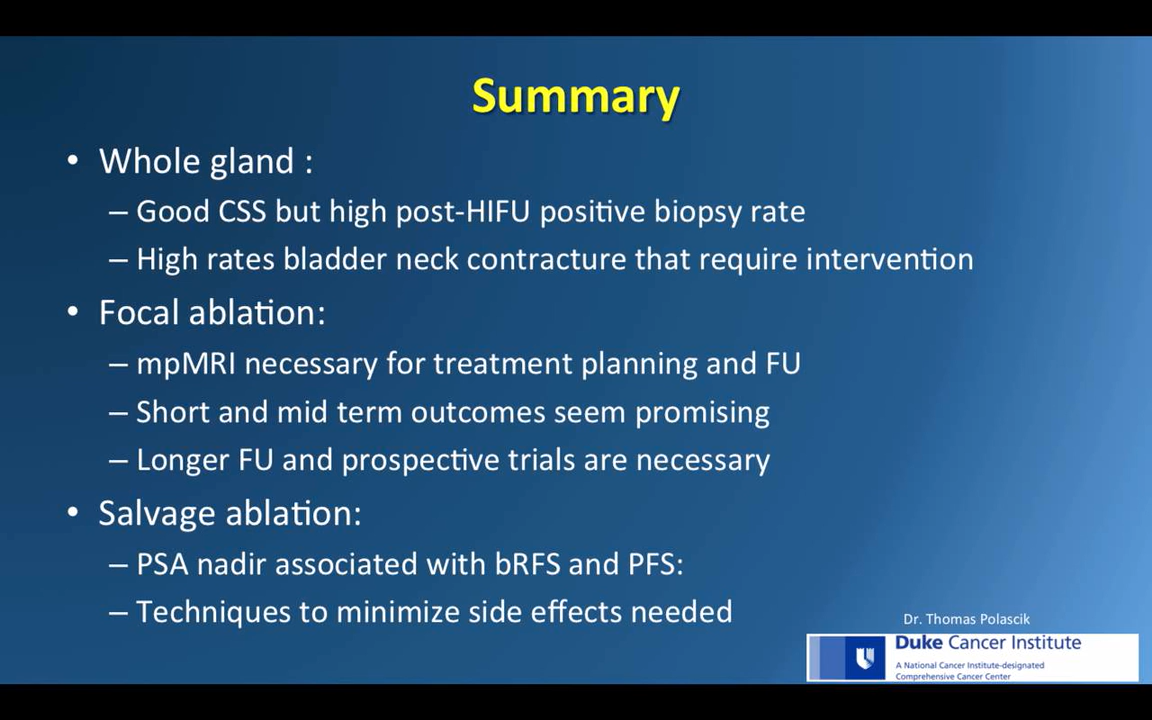 Summary
• Whole gland :
– Good CSS but high post-HIFU positive biopsy rate
– High rates bladder neck contracture that require intervention
• Focal ablation:
– mpMRI necessary for treatment planning and FU
– Short and mid term outcomes seem promising
– Longer FU and prospective trials are necessary
• Salvage ablation:
– PSA nadir associated with bRFS and PFS:
– Techniques to minimize side effects needed
Dr. Thomas Polascik
Duke Cancer Institute
A National Cancer Institute-designated
Comprehensive Cancer Center